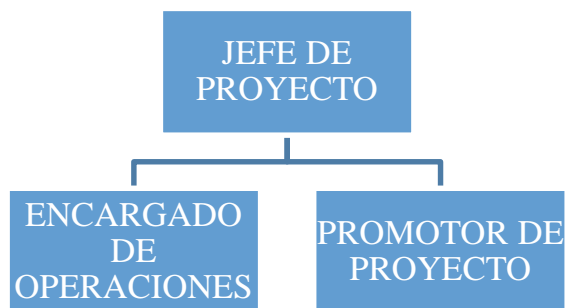 JEFE DE
PROYECTO
ENCARGADO
DE
OPERACIONES
PROMOTOR DE
PROYECTO